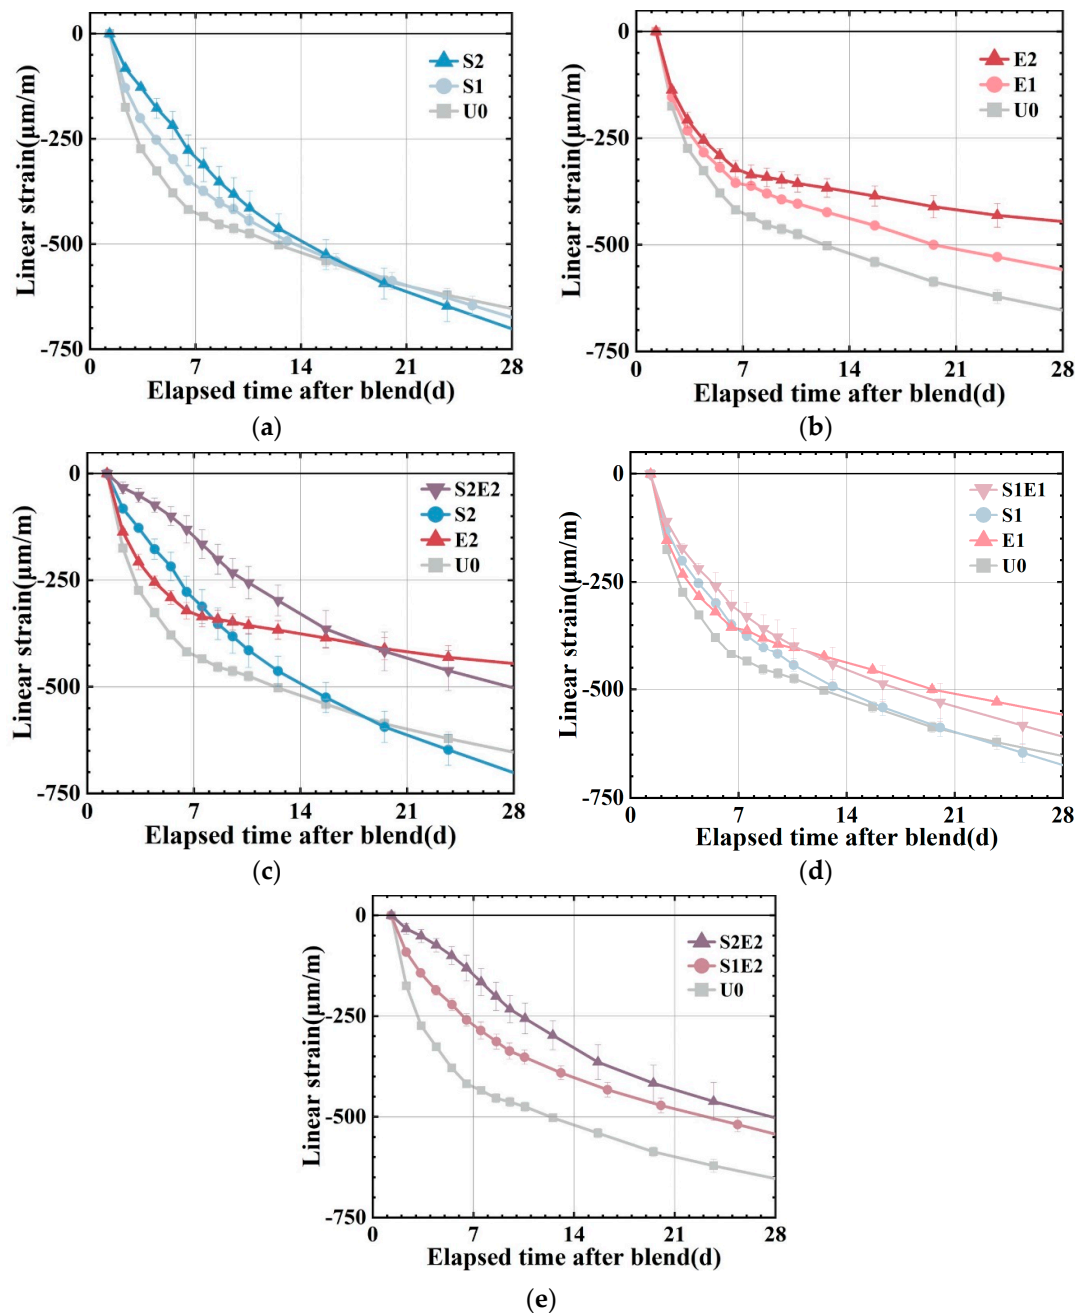 0
-250
-500
-750
Linear strain(μm/m)
S2
S1
U0
0 7 14 21 28
Elapsed time after blend(d)
(a)
0
-250
-500
-750
Linear strain(μm/m)
E2
E1
U0
0 7 14 21 28
Elapsed time after blend(d)
(b)
0
-250
-500
-750
Linear strain(μm/m)
S2E2
S2
E2
U0
0 7 14 21 28
Elapsed time after blend(d)
(c)
0
-250
-500
-750
Linear strain(μm/m)
S1E1
S1
E1
U0
0 7 14 21 28
Elapsed time after blend(d)
(d)
0
-250
-500
-750
Linear strain(μm/m)
S2E2
S1E2
U0
0 7 14 21 28
Elapsed time after blend(d)
(e)